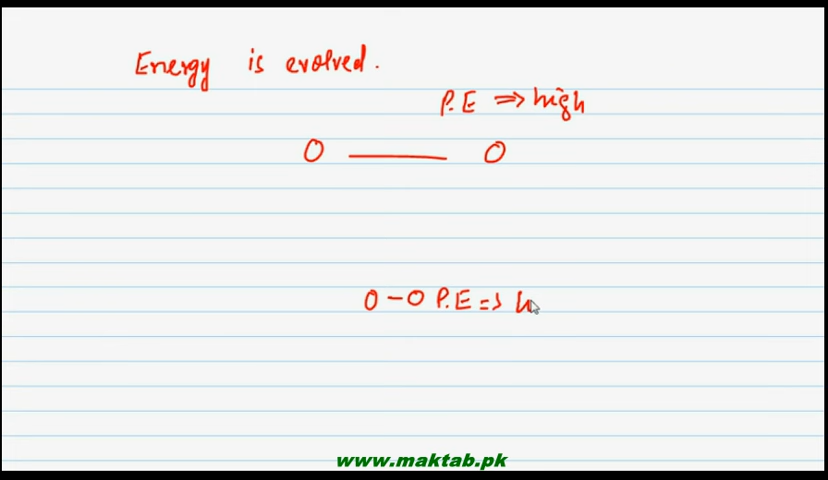 Energy is evolved.
P.E ⇒ high
O — O
O - O P.E ⇒
www.maktab.pk